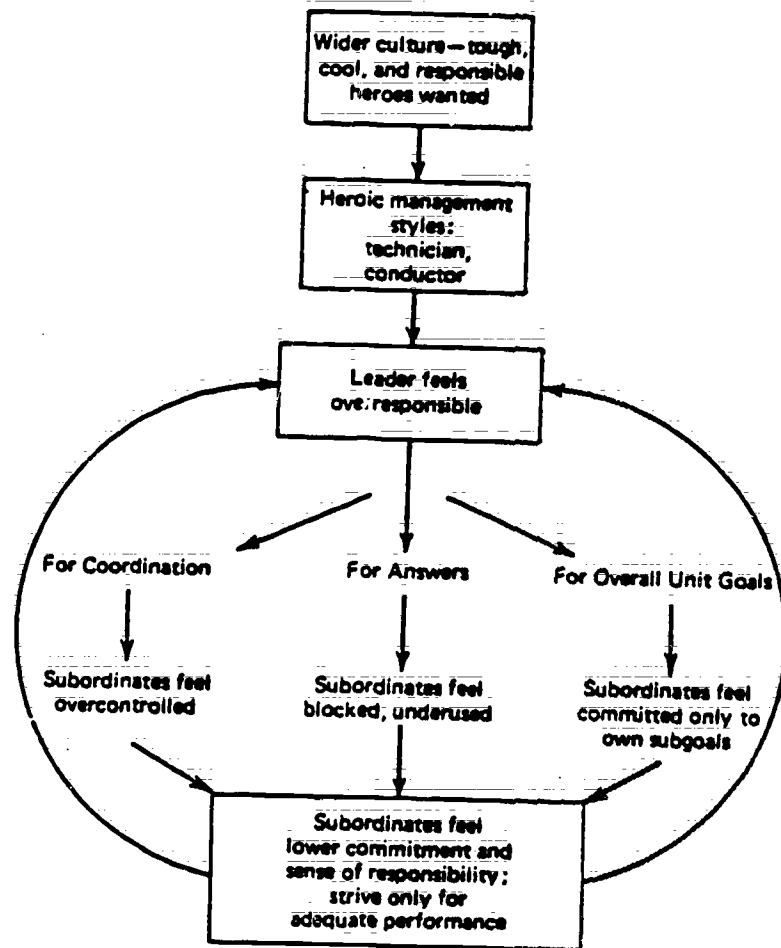 Wider culture—tough,
cool, and responsible
heroes wanted
Heroic management
styles:
technician,
conductor
Leader feels
overresponsible
For Coordination
For Answers
For Overall Unit Goals
Subordinates feel
overcontrolled
Subordinates feel
blocked, underused
Subordinates feel
committed only to
own subgoals
Subordinates feel
lower commitment and
sense of responsibility;
strive only for
adequate performance